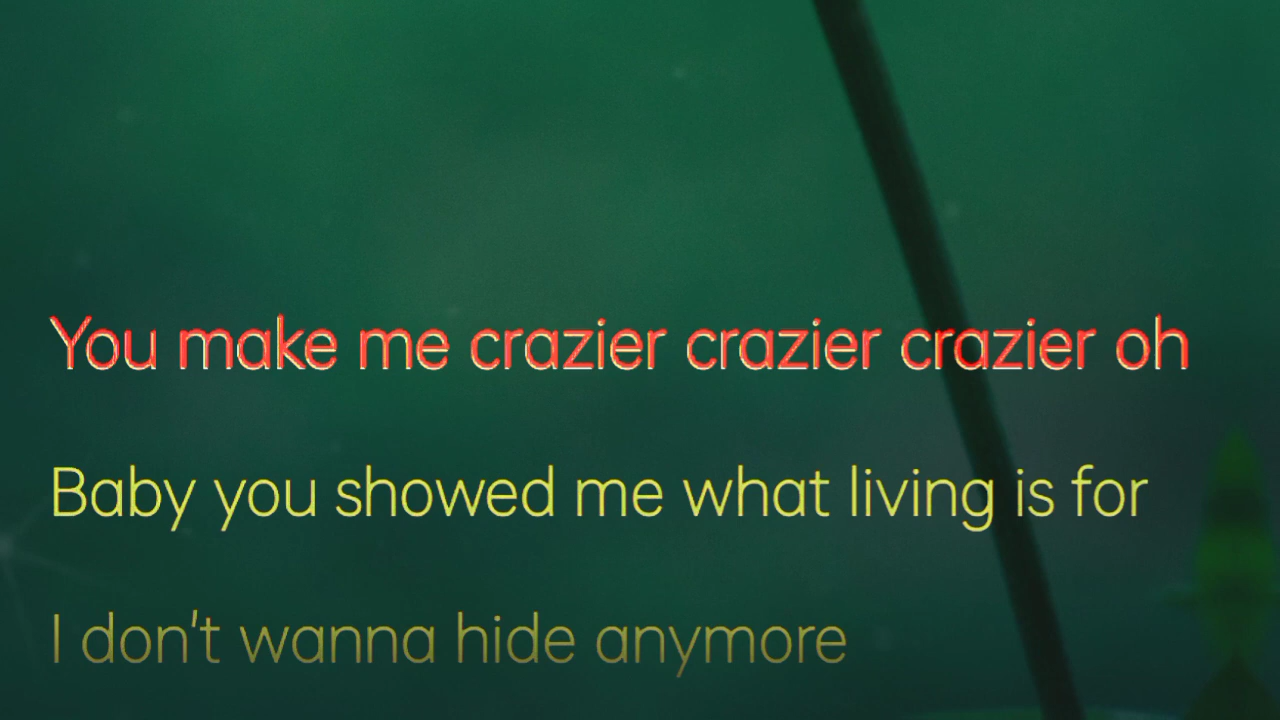 You make me crazier crazier crazier oh
Baby you showed me what living is for
I don't wanna hide anymore